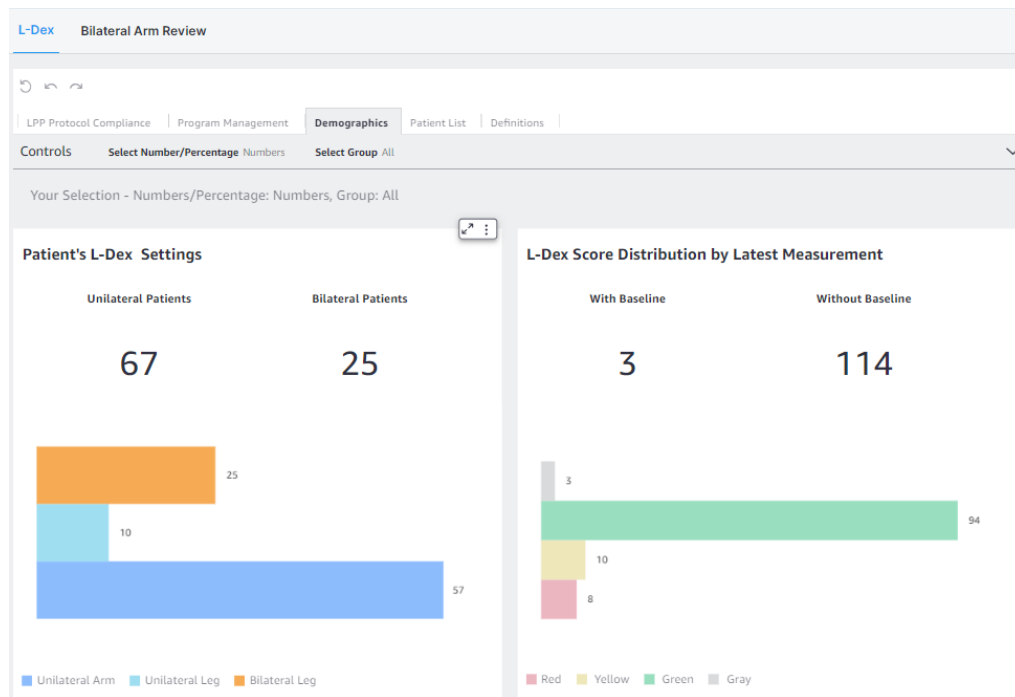 L-Dex Bilateral Arm Review
LPP Protocol Compliance Program Management Demographics Patient List Definitions
Controls Select Number/Percentage Numbers Select Group All
Your Selection - Numbers/Percentage: Numbers, Group: All
Patient's L-Dex Settings
Unilateral Patients Bilateral Patients
67 25
25
10
57
Unilateral Arm Unilateral Leg Bilateral Leg
L-Dex Score Distribution by Latest Measurement
With Baseline Without Baseline
3 114
3
94
10
8
Red Yellow Green Gray